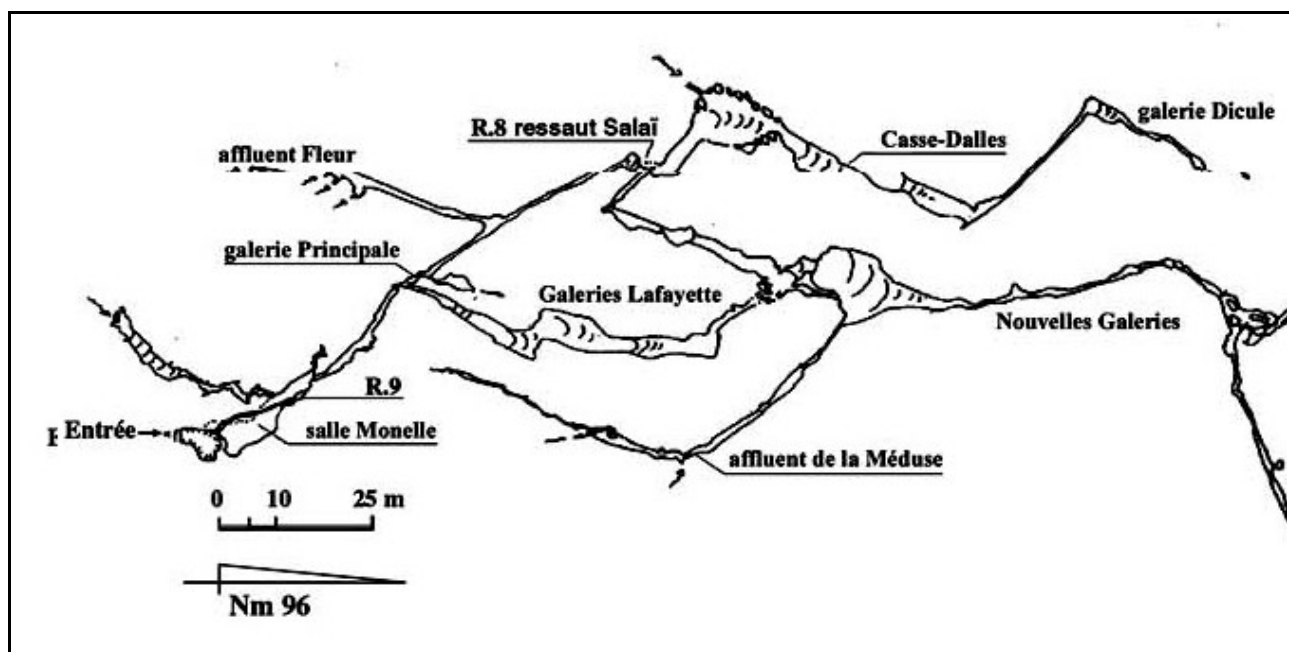 galerie Dicule
R.8 ressaut Salaï
Casse-Dalles
affluent Fleur
galerie Principale
Galeries Lafayette
Nouvelles Galeries
R.9
Entrée
salle Monelle
affluent de la Méduse
0 10 25 m
Nm 96